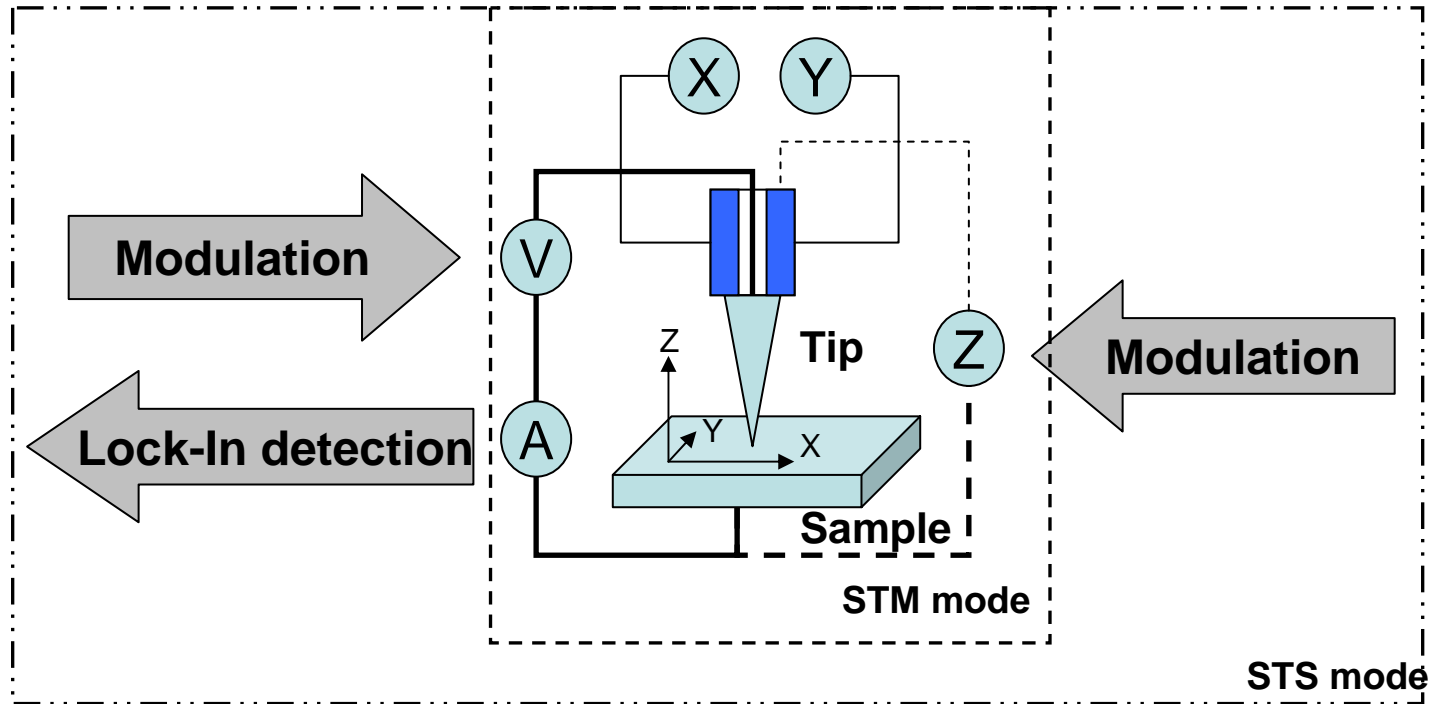 X
Y
Modulation
V
Z
Tip
Z
Modulation
Y
X
Lock-In detection
A
Sample
STM mode
STS mode